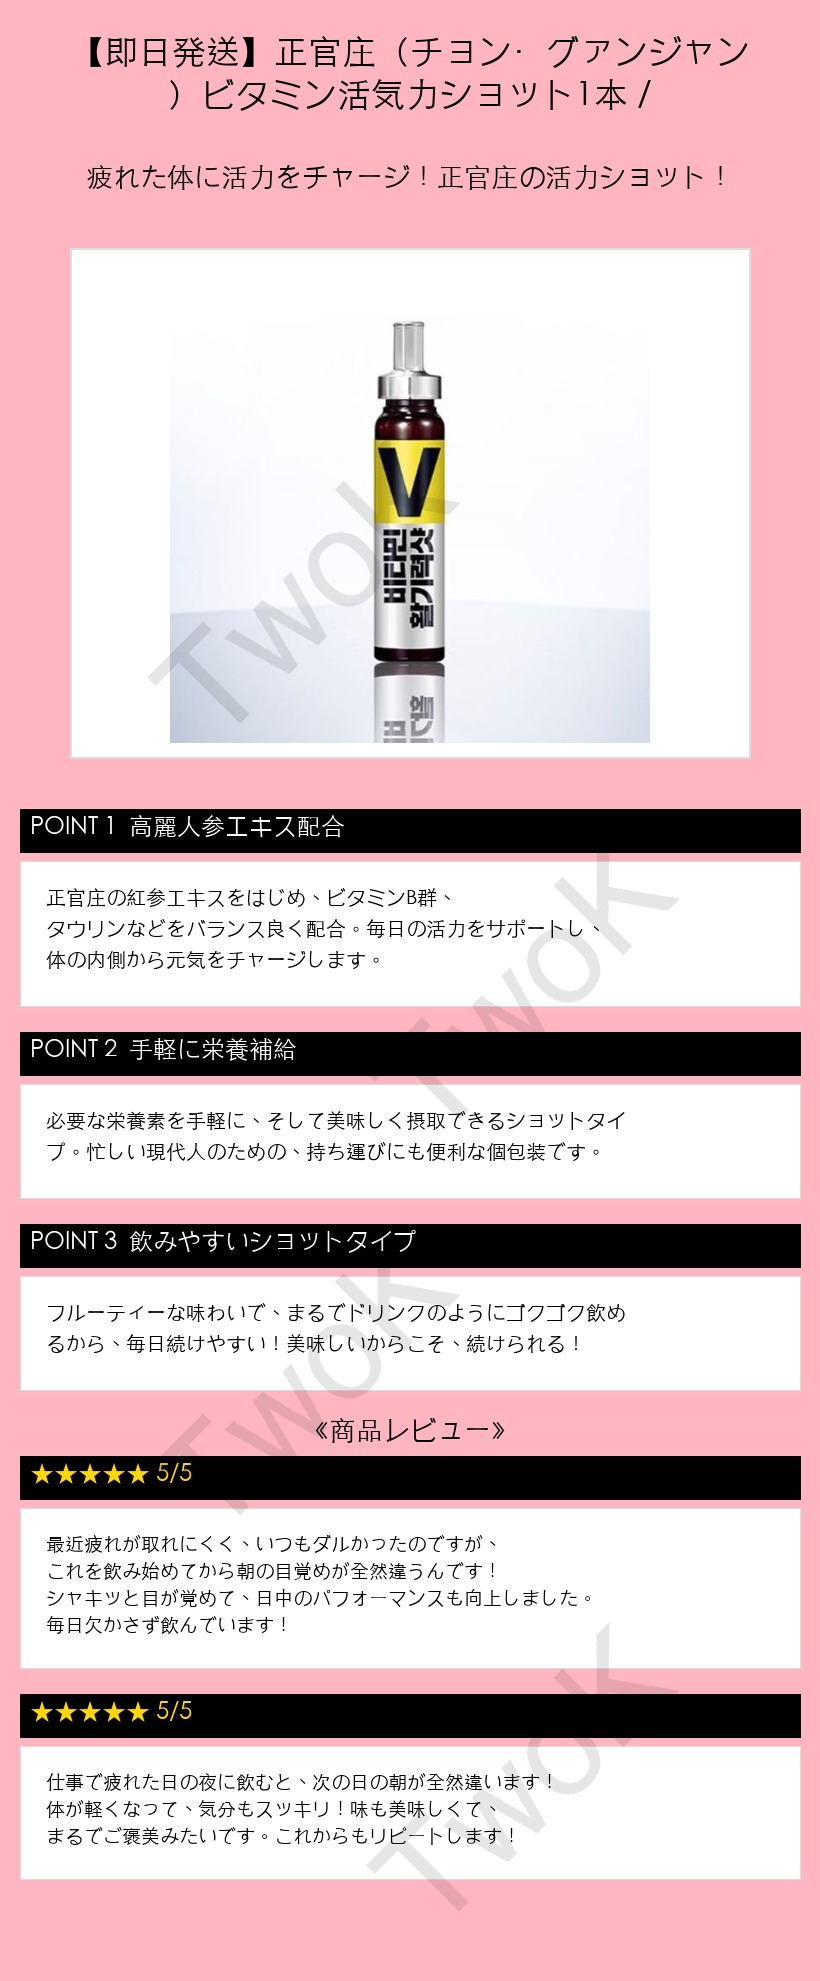 【即日発送】正官庄（チョン・グァンジャン
）ビタミン活気力ショット1本 /
疲れた体に活力をチャージ！正官庄の活力ショット！
V
비타민
활기력샷
TwoK
POINT 1 高麗人参エキス配合
正官庄の紅参エキスをはじめ、ビタミンB群、
タウリンなどをバランス良く配合。毎日の活力をサポートし、
体の内側から元気をチャージします。
TwoK
POINT 2 手軽に栄養補給
必要な栄養素を手軽に、そして美味しく摂取できるショットタイ
プ。忙しい現代人のための、持ち運びにも便利な個包装です。
POINT 3 飲みやすいショットタイプ
フルーティーな味わいで、まるでドリンクのようにゴクゴク飲め
るから、毎日続けやすい！美味しいからこそ、続けられる！
TwoK
《商品レビュー》
★★★★★ 5/5
最近疲れが取れにくく、いつもダルかったのですが、
これを飲み始めてから朝の目覚めが全然違うんです！
シャキッと目が覚めて、日中のパフォーマンスも向上しました。
毎日欠かさず飲んでいます！
★★★★★ 5/5
仕事で疲れた日の夜に飲むと、次の日の朝が全然違います！
体が軽くなって、気分もスッキリ！味も美味しくて、
まるでご褒美みたいです。これからもリピートします！
TwoK